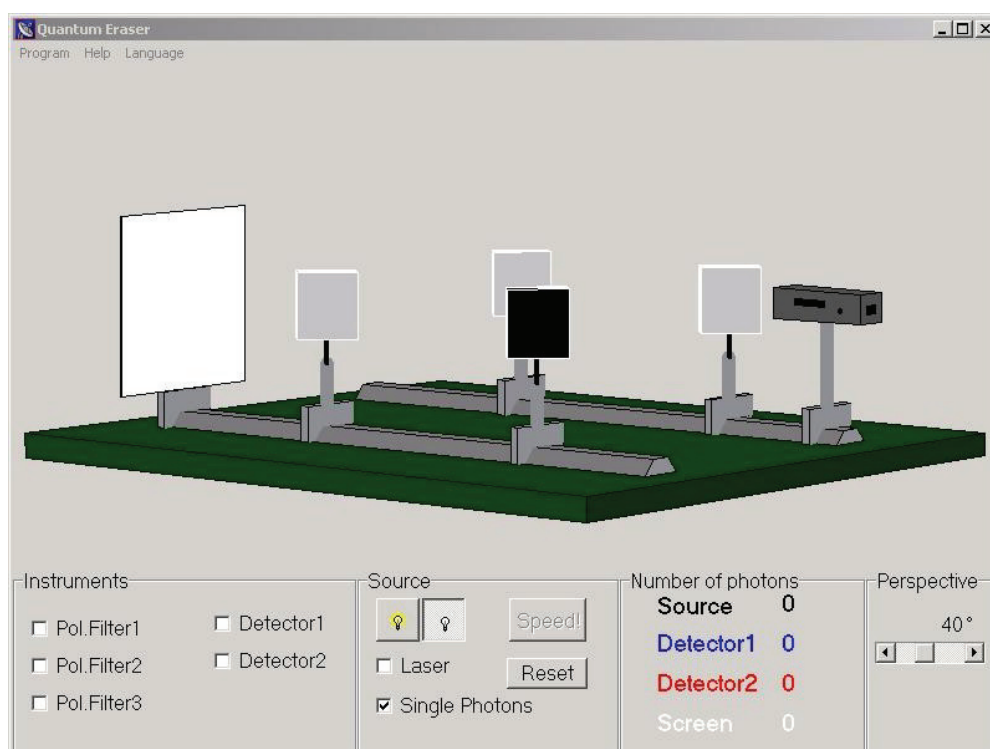 Quantum Eraser
Program Help Language
Instruments
Pol.Filter1
Pol.Filter2
Pol.Filter3
Detector1
Detector2
Source
Speed!
Laser
Reset
Single Photons
Number of photons
Source 0
Detector1 0
Detector2 0
Screen 0
Perspective
40°